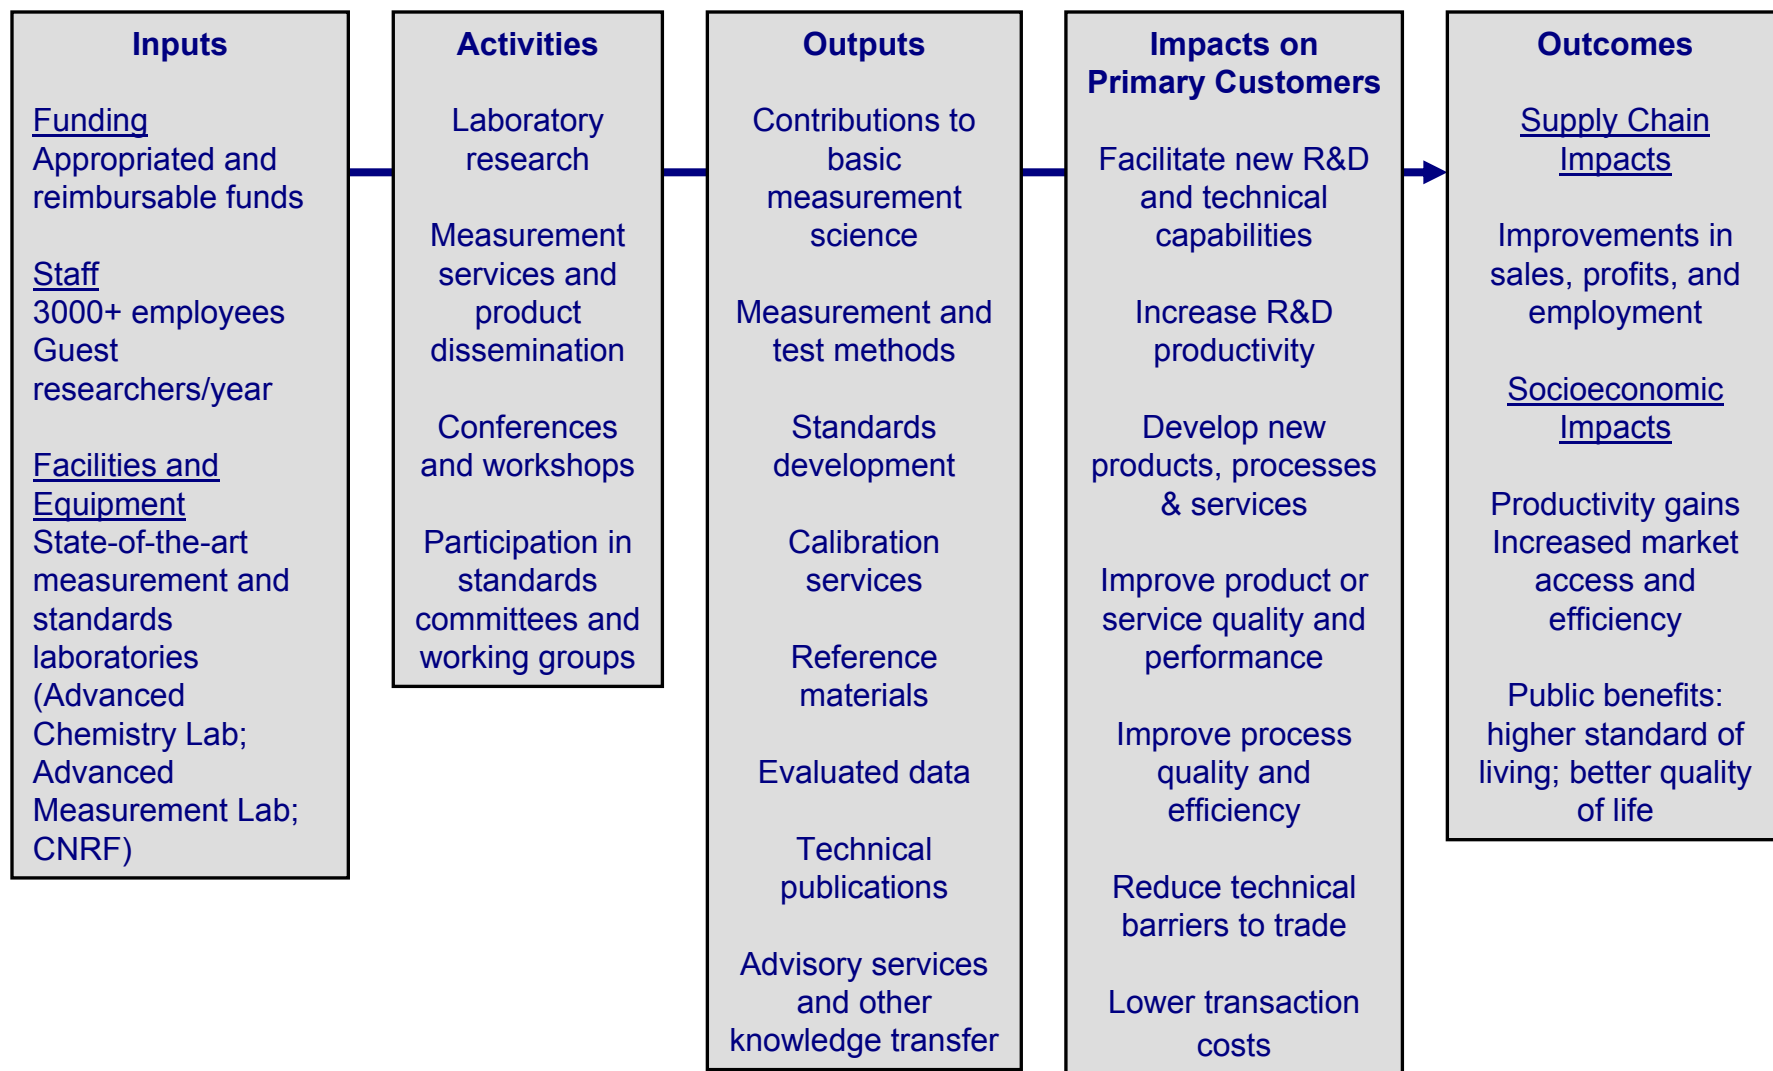 Inputs
Funding
Appropriated and
reimbursable funds
Staff
3000+ employees
Guest
researchers/year
Facilities and
Equipment
State-of-the-art
measurement and
standards
laboratories
(Advanced
Chemistry Lab;
Advanced
Measurement Lab;
CNRF)
Activities
Laboratory
research
Measurement
services and
product
dissemination
Conferences
and workshops
Participation in
standards
committees and
working groups
Outputs
Contributions to
basic
measurement
science
Measurement and
test methods
Standards
development
Calibration
services
Reference
materials
Evaluated data
Technical
publications
Advisory services
and other
knowledge transfer
Impacts on
Primary Customers
Facilitate new R&D
and technical
capabilities
Increase R&D
productivity
Develop new
products, processes
& services
Improve product or
service quality and
performance
Improve process
quality and
efficiency
Reduce technical
barriers to trade
Lower transaction
costs
Outcomes
Supply Chain
Impacts
Improvements in
sales, profits, and
employment
Socioeconomic
Impacts
Productivity gains
Increased market
access and
efficiency
Public benefits:
higher standard of
living; better quality
of life